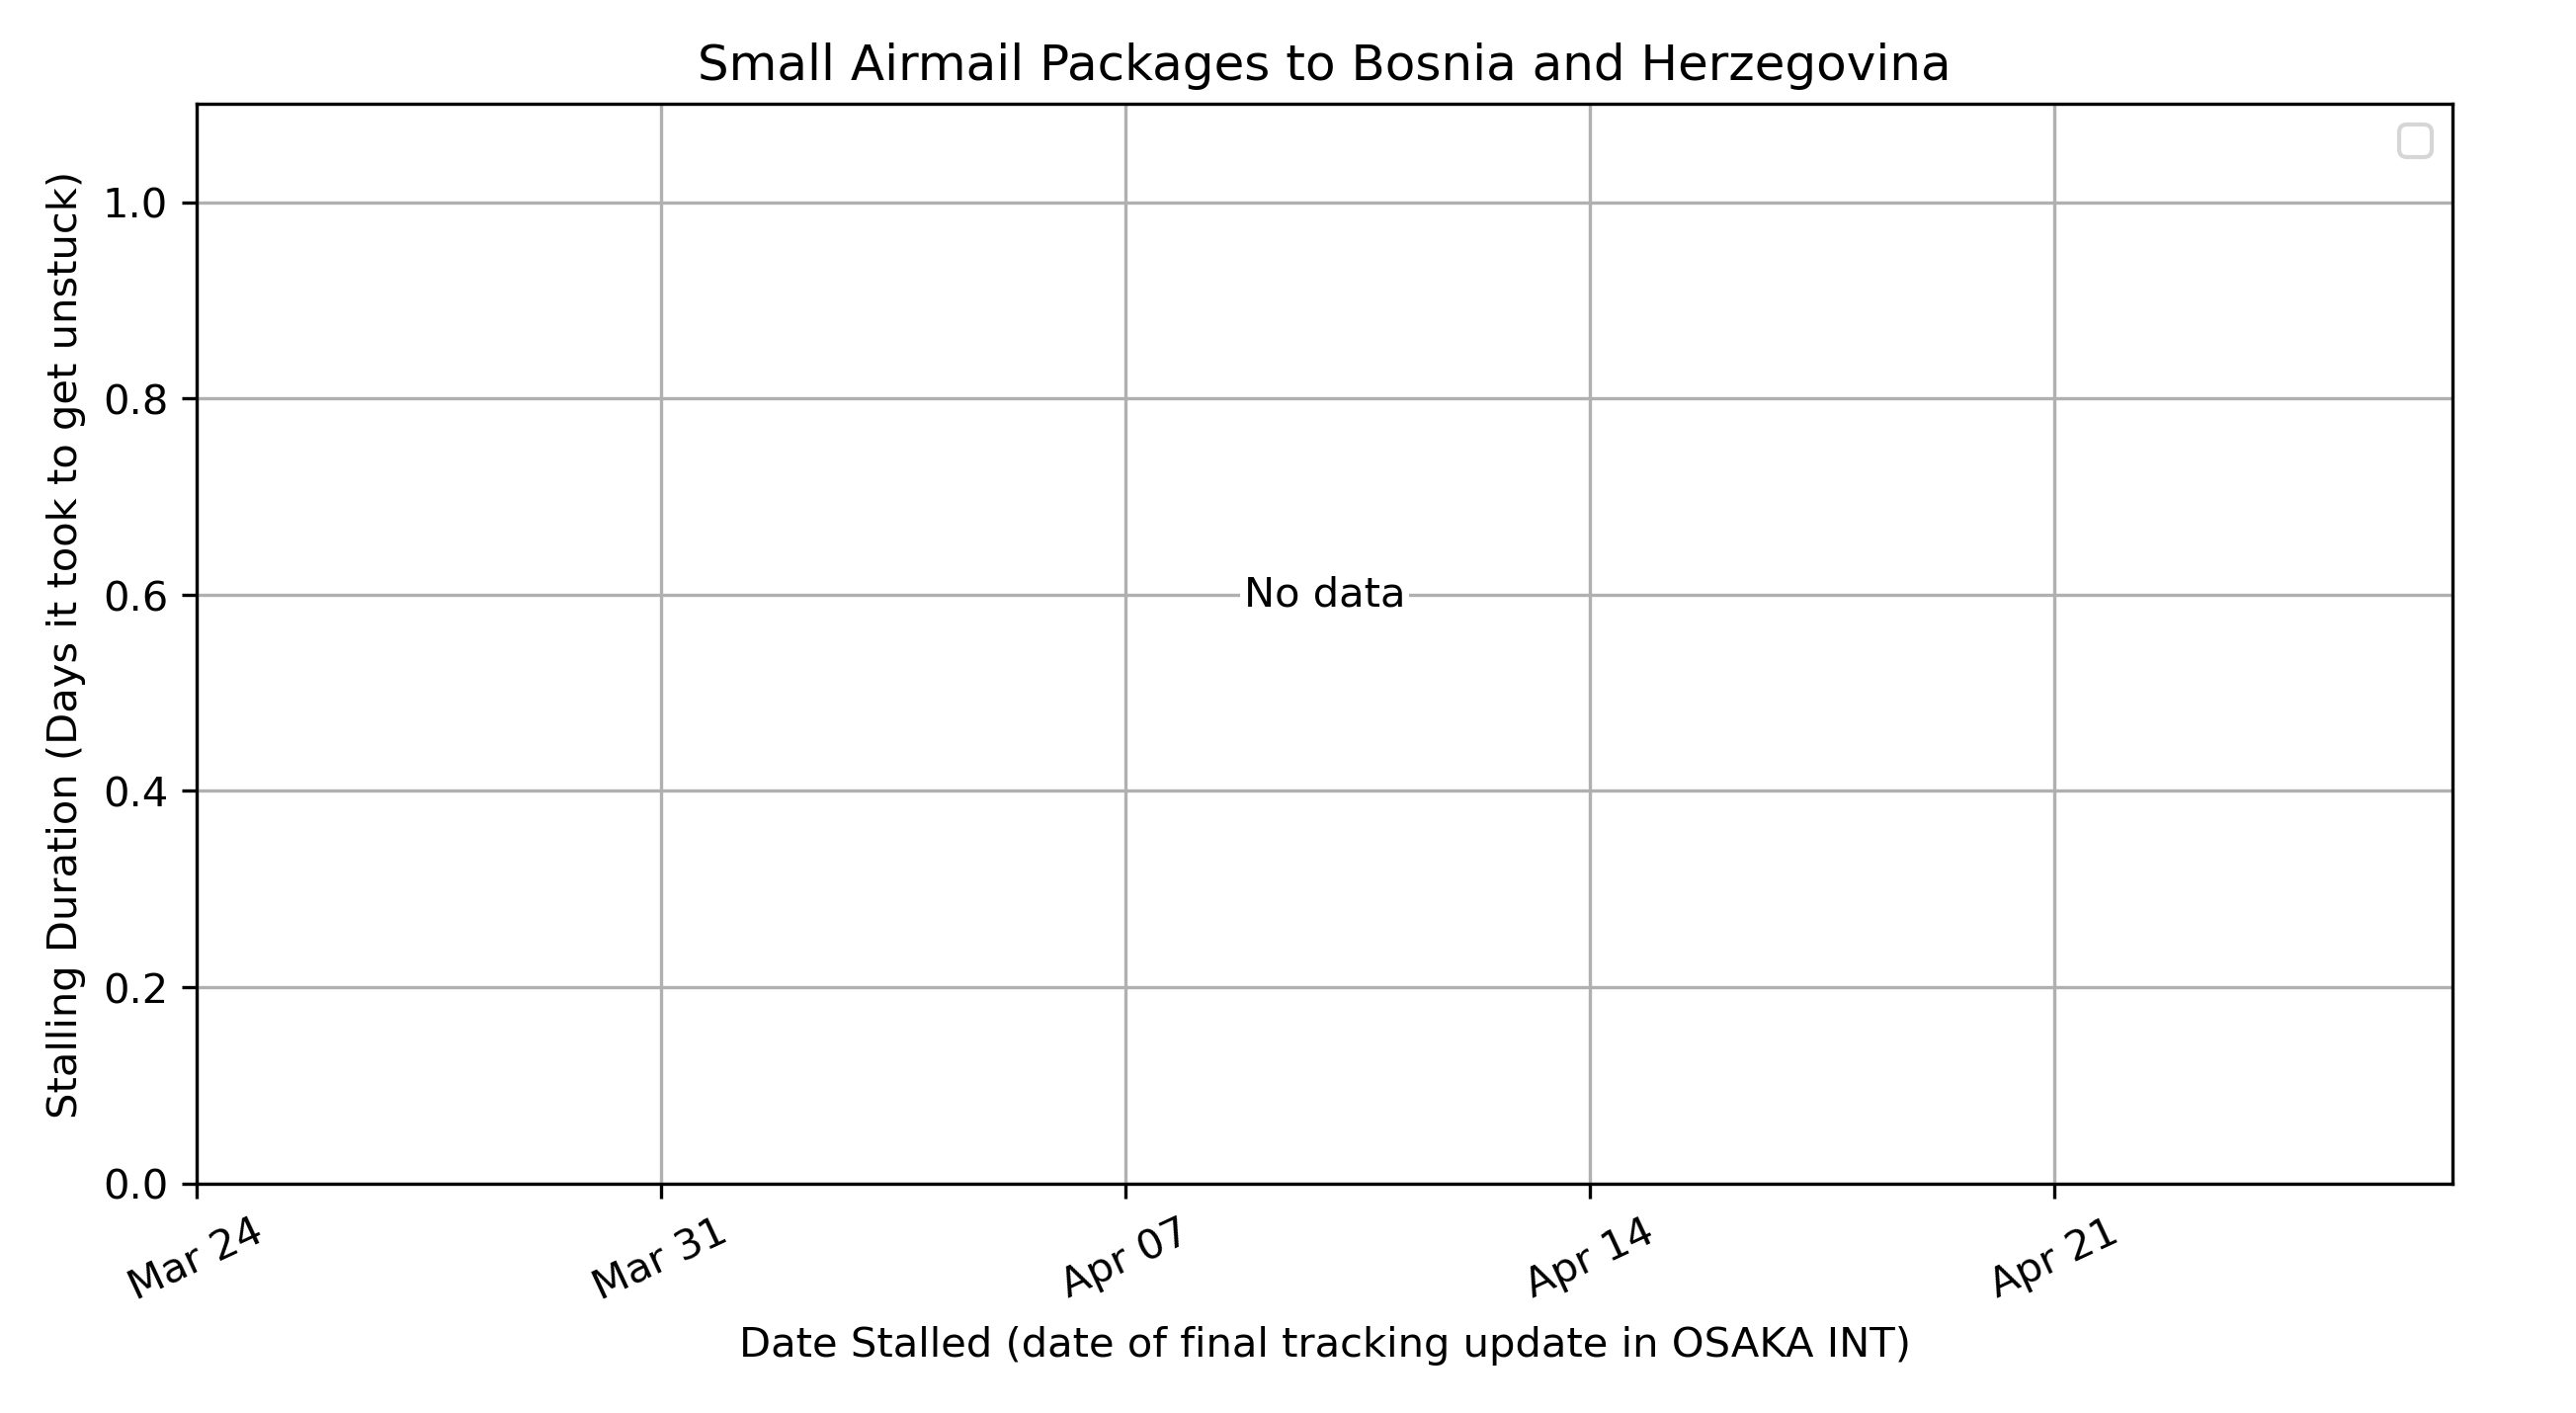 Small Airmail Packages to Bosnia and Herzegovina
Stalling Duration (Days it took to get unstuck)
1.0
0.8
0.6
0.4
0.2
0.0
No data
Mar 24
Mar 31
Apr 07
Apr 14
Apr 21
Date Stalled (date of final tracking update in OSAKA INT)